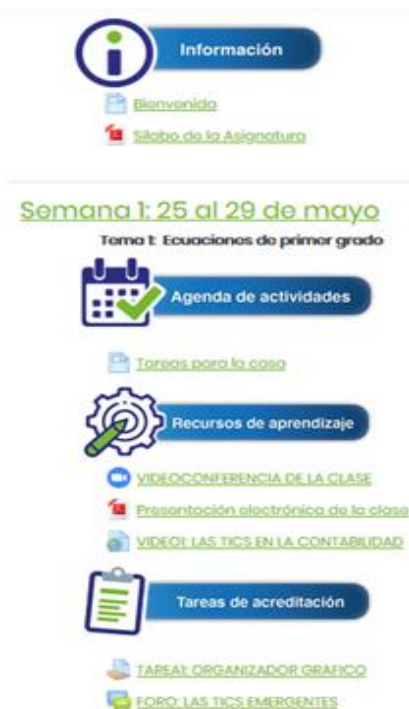 Información
Bienvenida
Sílabo de la Asignatura
Semana 1: 25 al 29 de mayo
Tema 1: Ecuaciones de primer grado
Agenda de actividades
Tareas para la casa
Recursos de aprendizaje
VIDEOCONFERENCIA DE LA CLASE
Presentación electrónica de la clase
VIDEO1: LAS TICS EN LA CONTABILIDAD
Tareas de acreditación
TAREA1: ORGANIZADOR GRAFICO
FORO: LAS TICS EMERGENTES